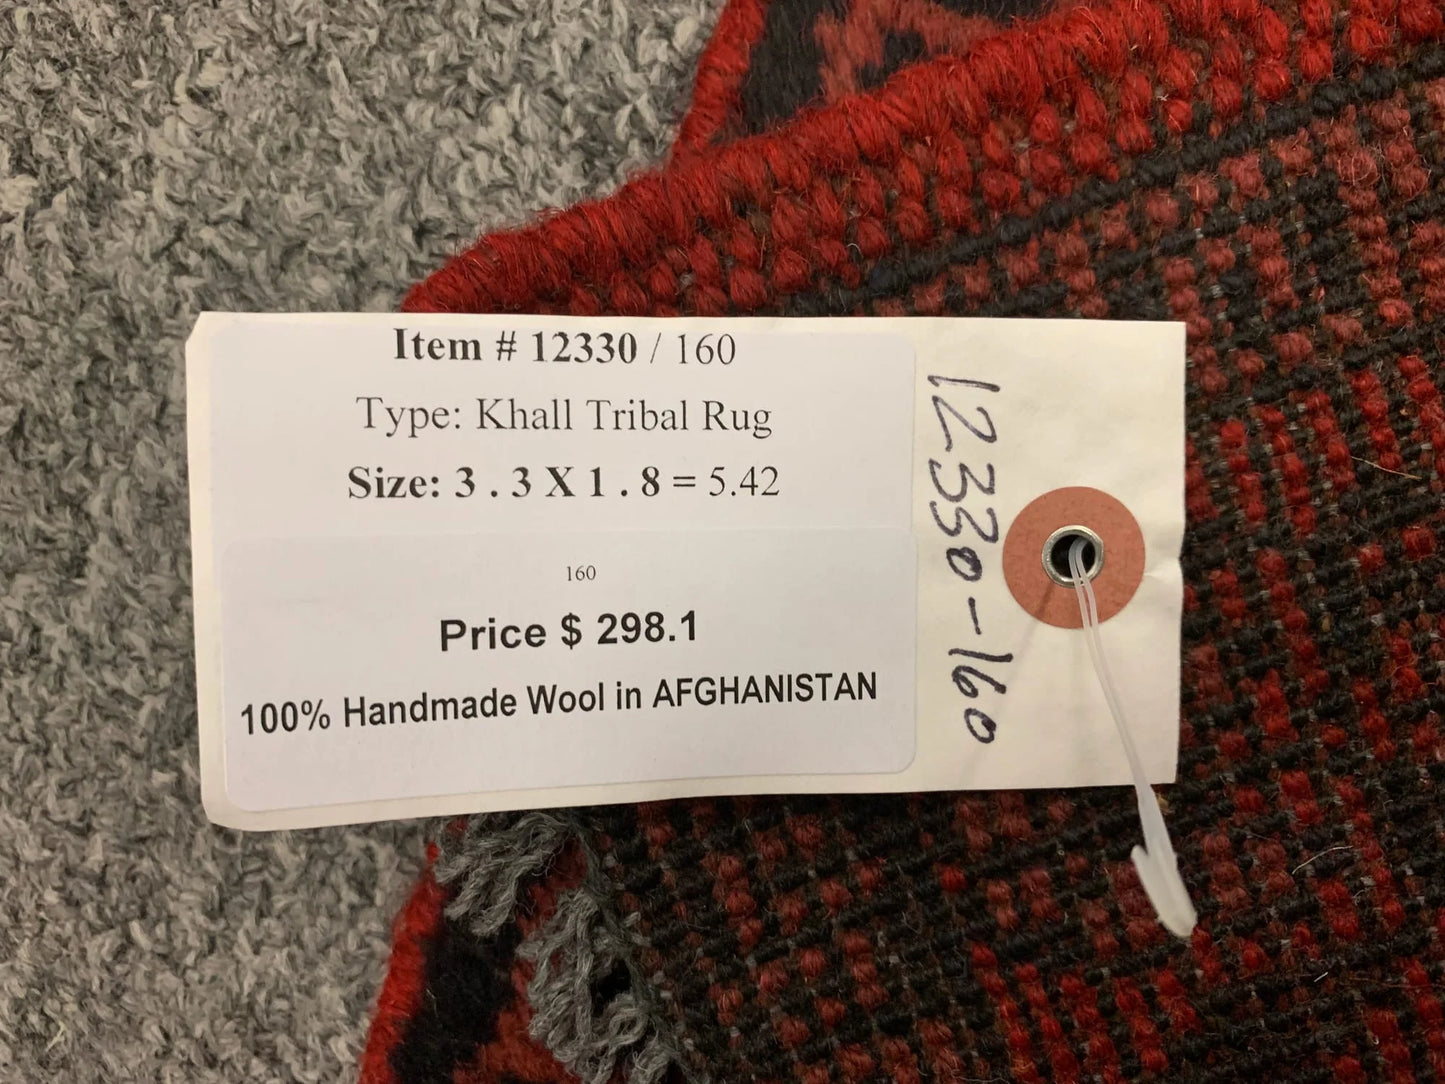 Item # 12330 / 160
Type: Khall Tribal Rug
Size: 3 . 3 X 1 . 8 = 5.42
160
Price $ 298.1
100% Handmade Wool in AFGHANISTAN
12330-160